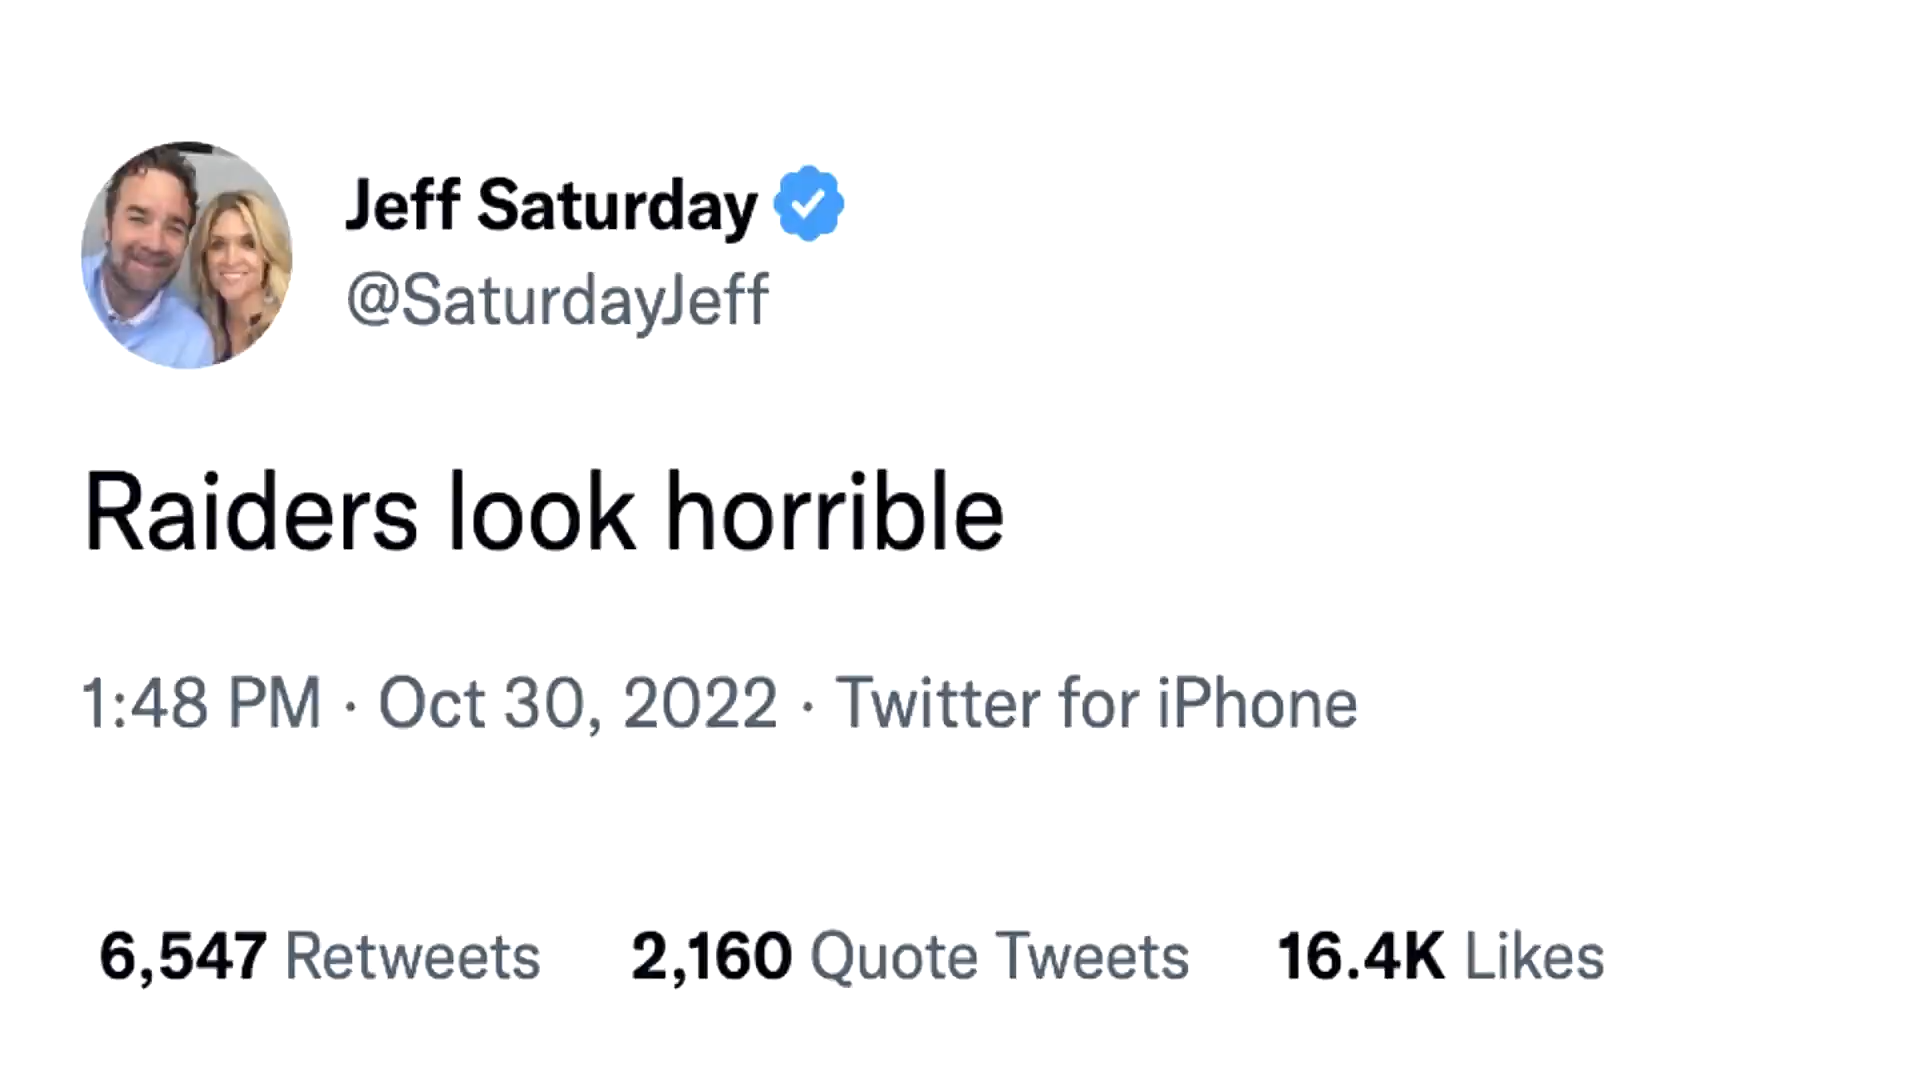 Jeff Saturday
@SaturdayJeff
Raiders look horrible
1:48 PM · Oct 30, 2022 · Twitter for iPhone
6,547 Retweets 2,160 Quote Tweets 16.4K Likes